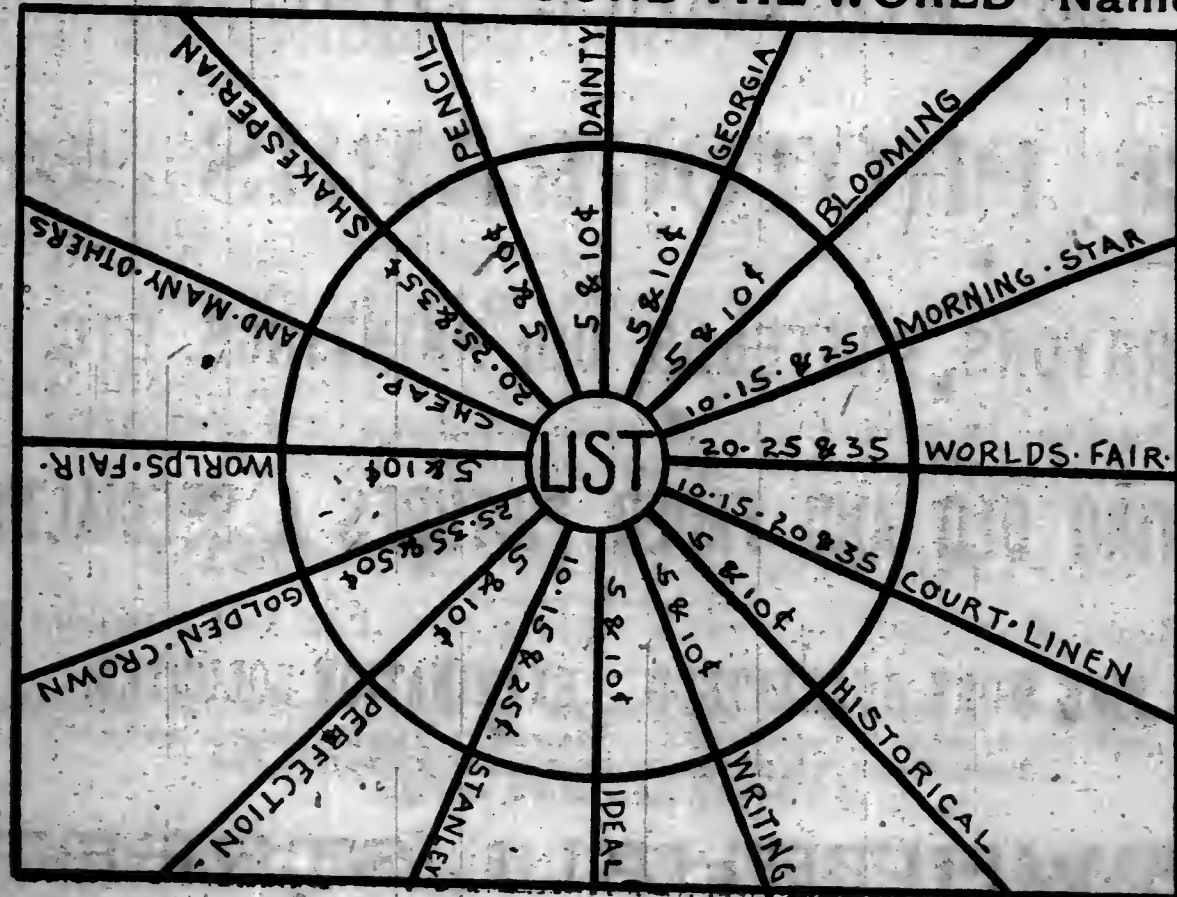 THE WORLD" Name
LIST
DAINTY
5 & 10¢
GEORGIA
5 & 10¢
BLOOMING
5 & 10¢
MORNING · STAR
10 · 15 · & 25
WORLDS · FAIR ·
20 · 25 & 35
COURT · LINEN
10 · 15 · 20 & 35
HISTORICAL
5 & 10¢
WRITING
5 & 10¢
IDEAL
5 & 10¢
STANLEY
10 · 15 & 25¢
PERFECTION ·
5 & 10¢
GOLDEN · CROWN
25 · 35 & 50¢
WORLDS · FAIR ·
5 & 10¢
AND · MANY · OTHERS
CHEAP ·
SHAKESPERIAN
20 · 25 · & 35¢
PENCIL
5 & 10¢